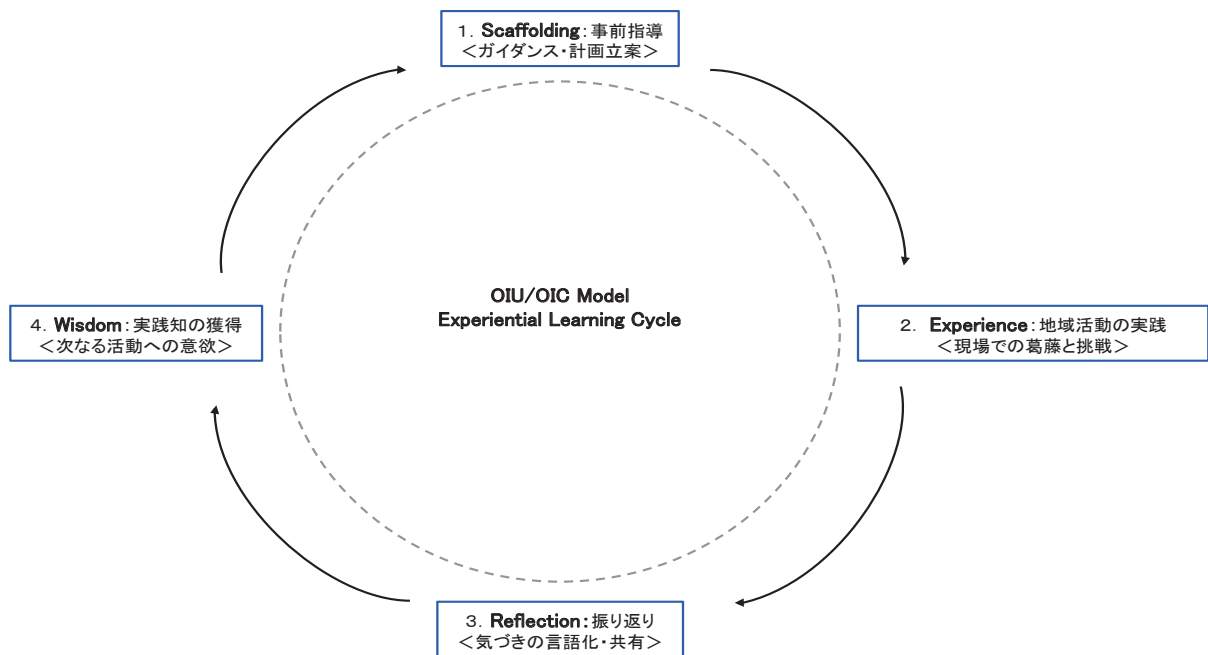 1. Scaffolding:事前指導
<ガイダンス・計画立案>
OIU/OIC Model
Experiential Learning Cycle
4. Wisdom:実践知の獲得
<次なる活動への意欲>
2. Experience:地域活動の実践
<現場での葛藤と挑戦>
3. Reflection:振り返り
<気づきの言語化・共有>